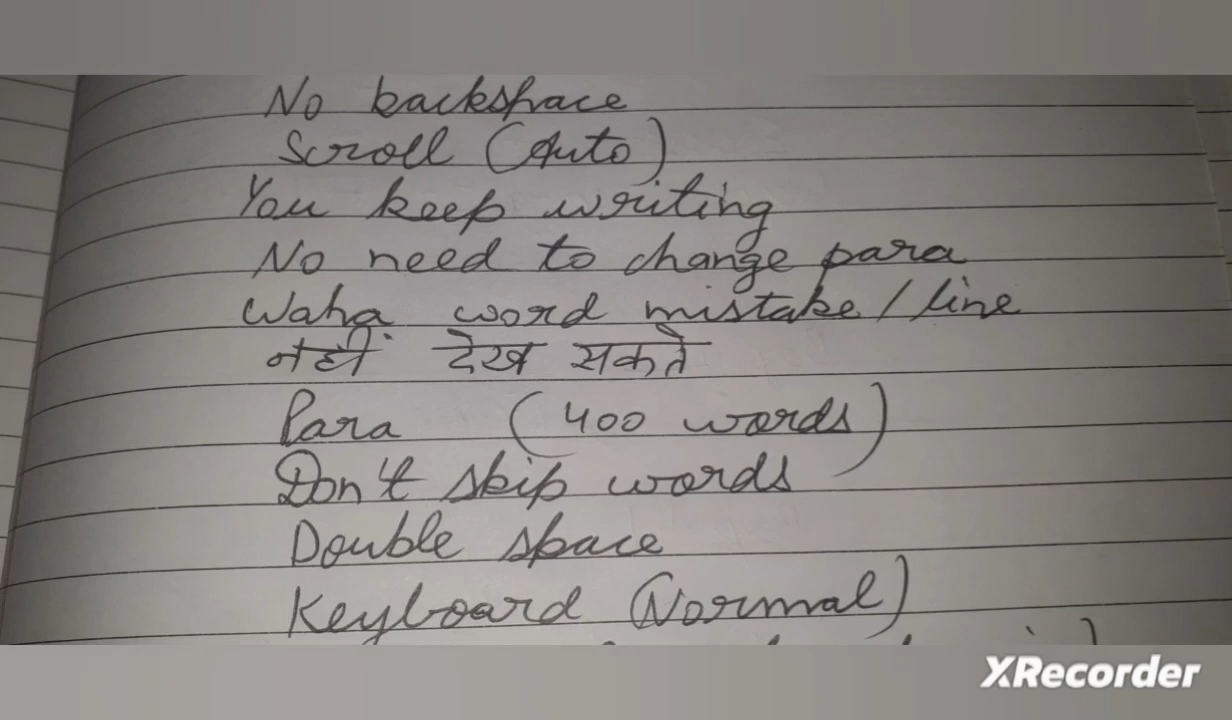 No backspace
Scroll (Auto)
You keep writing
No need to change para
Waha word mistake / line
नहीं देख सकते
Para (400 words)
Don't skip words
Double space
Keyboard (Normal)
XRecorder